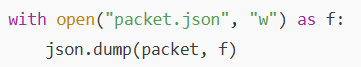 with open("packet.json", "w") as f:
    json.dump(packet, f)